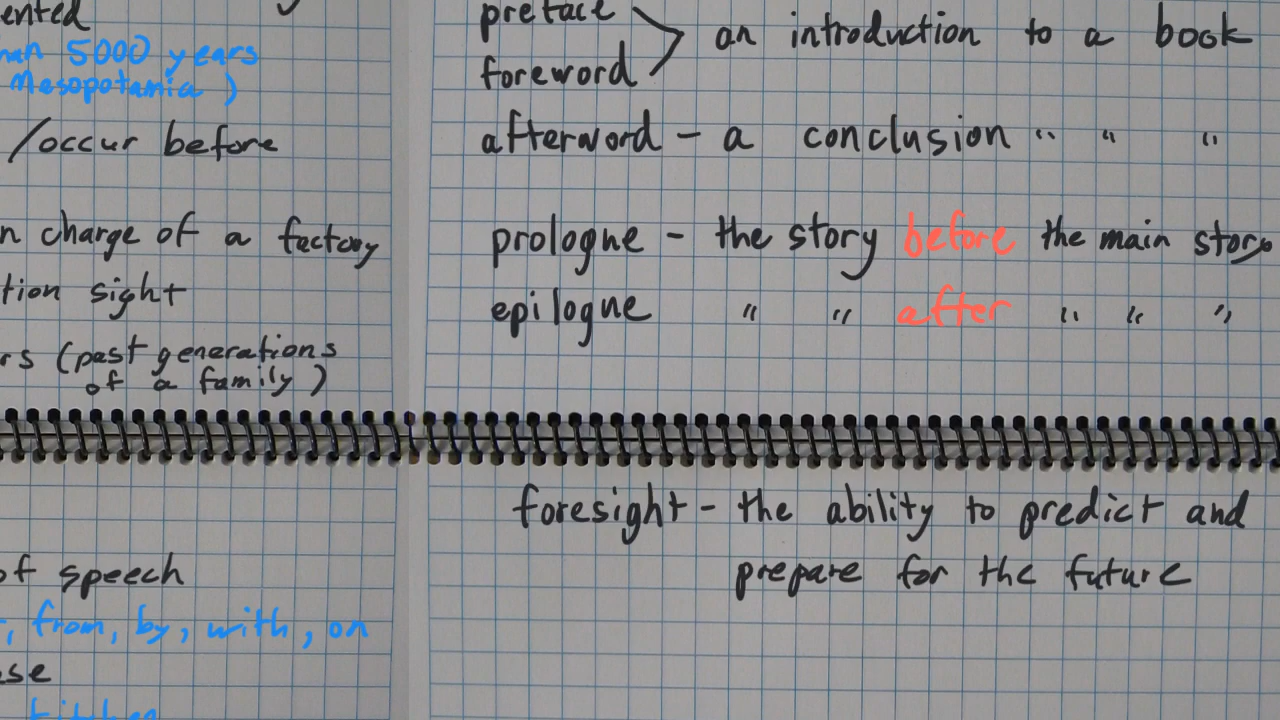 ented
5000 years
Mesopotamia )
/occur before
n charge of a factory
tion sight
rs (past generations
of a family )
of speech
, from, by, with, on
se
kitchen
preface
foreword
an introduction to a book
afterword - a conclusion " " "
prologue - the story before the main story
epilogue " " after " " "
foresight - the ability to predict and
prepare for the future